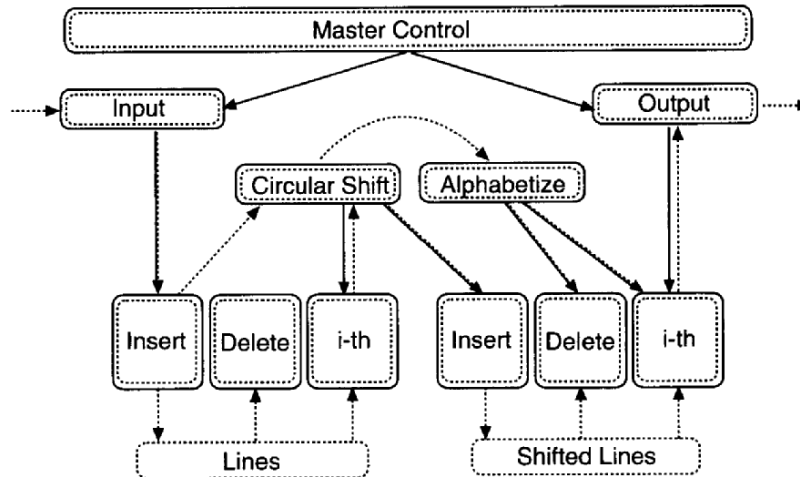 Master Control
Input
Output
Circular Shift
Alphabetize
Insert
Delete
i-th
Insert
Delete
i-th
Lines
Shifted Lines